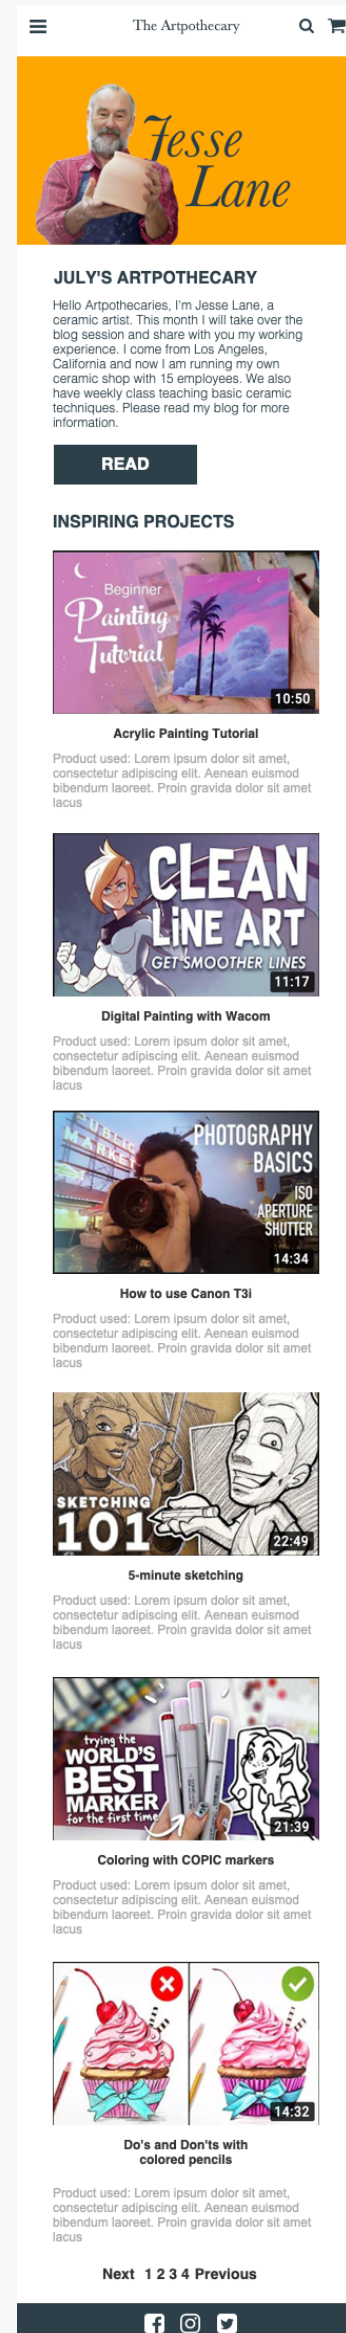 The Artpothecary
Jesse
Lane
JULY'S ARTPOTHECARY
Hello Artpothecaries, I'm Jesse Lane, a
ceramic artist. This month I will take over the
blog session and share with you my working
experience. I come from Los Angeles,
California and now I am running my own
ceramic shop with 15 employees. We also
have weekly class teaching basic ceramic
techniques. Please read my blog for more
information.
READ
INSPIRING PROJECTS
Beginner
Painting
Tutorial
10:50
Acrylic Painting Tutorial
Product used: Lorem ipsum dolor sit amet,
consectetur adipiscing elit. Aenean euismod
bibendum laoreet. Proin gravida dolor sit amet
lacus
CLEAN
LINE ART
GET SMOOTHER LINES
11:17
Digital Painting with Wacom
Product used: Lorem ipsum dolor sit amet,
consectetur adipiscing elit. Aenean euismod
bibendum laoreet. Proin gravida dolor sit amet
lacus
PUBLIC
MARKET
PHOTOGRAPHY
BASICS
ISO
APERTURE
SHUTTER
14:34
How to use Canon T3i
Product used: Lorem ipsum dolor sit amet,
consectetur adipiscing elit. Aenean euismod
bibendum laoreet. Proin gravida dolor sit amet
lacus
SKETCHING
101
22:49
5-minute sketching
Product used: Lorem ipsum dolor sit amet,
consectetur adipiscing elit. Aenean euismod
bibendum laoreet. Proin gravida dolor sit amet
lacus
trying the
WORLD'S
BEST
MARKER
for the first time
21:39
Coloring with COPIC markers
Product used: Lorem ipsum dolor sit amet,
consectetur adipiscing elit. Aenean euismod
bibendum laoreet. Proin gravida dolor sit amet
lacus
14:32
Do's and Don'ts with
colored pencils
Product used: Lorem ipsum dolor sit amet,
consectetur adipiscing elit. Aenean euismod
bibendum laoreet. Proin gravida dolor sit amet
lacus
Next 1 2 3 4 Previous